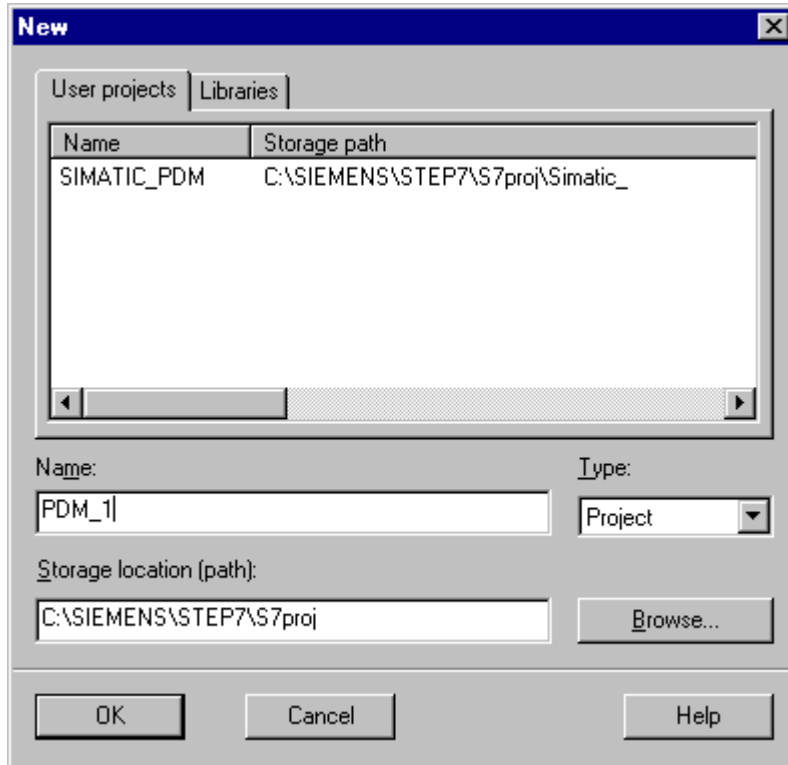 New
User projects Libraries
Name Storage path
SIMATIC_PDM C:\SIEMENS\STEP7\S7proj\Simatic_
Name: Type:
PDM_1 Project
Storage location (path):
C:\SIEMENS\STEP7\S7proj Browse...
OK Cancel Help